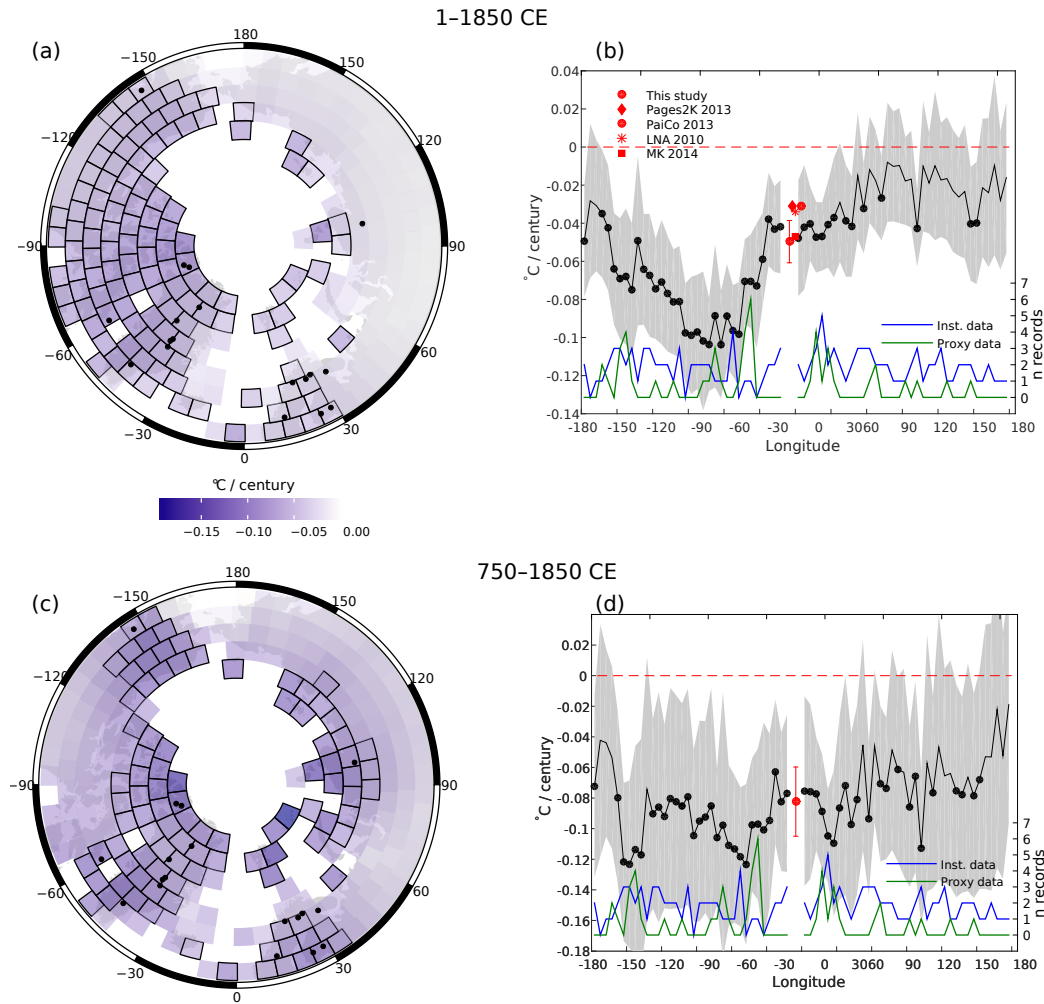 1–1850 CE
(a)
180
150
120
90
60
30
0
−30
−60
−90
−120
−150
(b)
0.04
0.02
0
-0.02
-0.04
-0.06
-0.08
-0.1
-0.12
-0.14
°C / century
This study
Pages2K 2013
PaiCo 2013
LNA 2010
MK 2014
Inst. data
Proxy data
7
6
5
4
3
2
1
0
n records
-180 -150 -120 -90 -60 -30 0 30 60 90 120 150 180
Longitude
°C / century
−0.15 −0.10 −0.05 0.00
750–1850 CE
(c)
180
150
120
90
60
30
0
−30
−60
−90
−120
−150
(d)
0.02
0
-0.02
-0.04
-0.06
-0.08
-0.1
-0.12
-0.14
-0.16
-0.18
°C / century
Inst. data
Proxy data
7
6
5
4
3
2
1
0
n records
-180 -150 -120 -90 -60 -30 0 30 60 90 120 150 180
Longitude